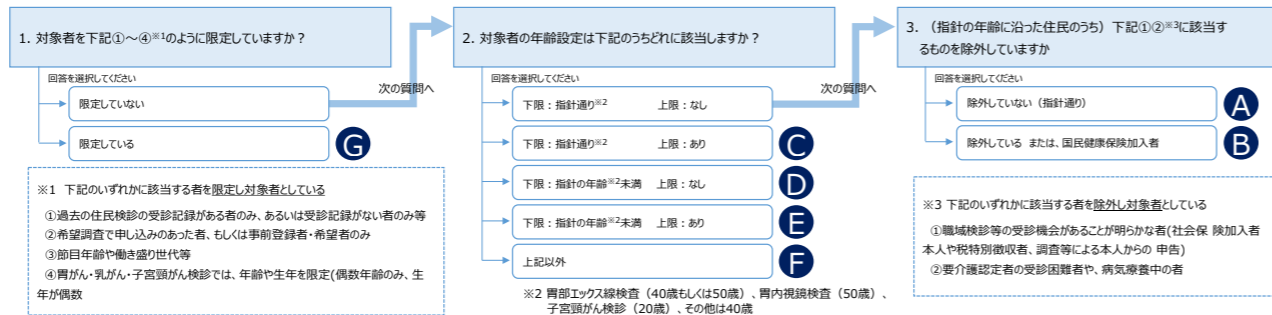 1. 対象者を下記①～④※1のように限定していますか？
回答を選択してください
限定していない
次の質問へ
限定している
G
※1 下記のいずれかに該当する者を限定し対象者としている
①過去の住民検診の受診記録がある者のみ、あるいは受診記録がない者のみ等
②希望調査で申し込みのあった者、もしくは事前登録者・希望者のみ
③節目年齢や働き盛り世代等
④胃がん・乳がん・子宮頸がん検診では、年齢や生年を限定(偶数年齢のみ、生
年が偶数
2. 対象者の年齢設定は下記のうちどれに該当しますか？
回答を選択してください
下限：指針通り※2 上限：なし
次の質問へ
下限：指針通り※2 上限：あり
C
下限：指針の年齢※2未満 上限：なし
D
下限：指針の年齢※2未満 上限：あり
E
上記以外
F
※2 胃部エックス線検査（40歳もしくは50歳）、胃内視鏡検査（50歳）、
子宮頸がん検診（20歳）、その他は40歳
3. （指針の年齢に沿った住民のうち）下記①②※3に該当す
るものを除外していますか
回答を選択してください
除外していない（指針通り）
A
除外している または、国民健康保険加入者
B
※3 下記のいずれかに該当する者を除外し対象者としている
①職域検診等の受診機会があることが明らかな者(社会保 険加入者
本人や税特別徴収者、調査等による本人からの 申告)
②要介護認定者の受診困難者や、病気療養中の者